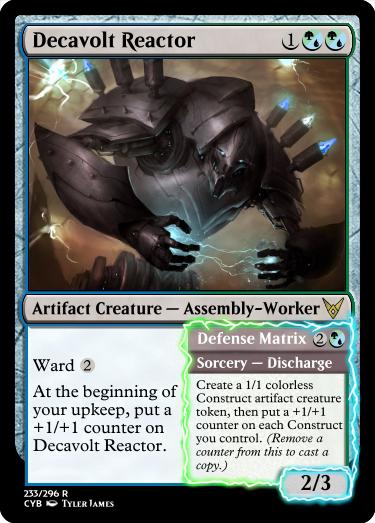 Decavolt Reactor 1
Artifact Creature — Assembly-Worker
Ward 2
At the beginning of
your upkeep, put a
+1/+1 counter on
Decavolt Reactor.
Defense Matrix 2
Sorcery — Discharge
Create a 1/1 colorless
Construct artifact creature
token, then put a +1/+1
counter on each Construct
you control. (Remove a
counter from this to cast a
copy.)
2/3
233/296 R
CYB Tyler James